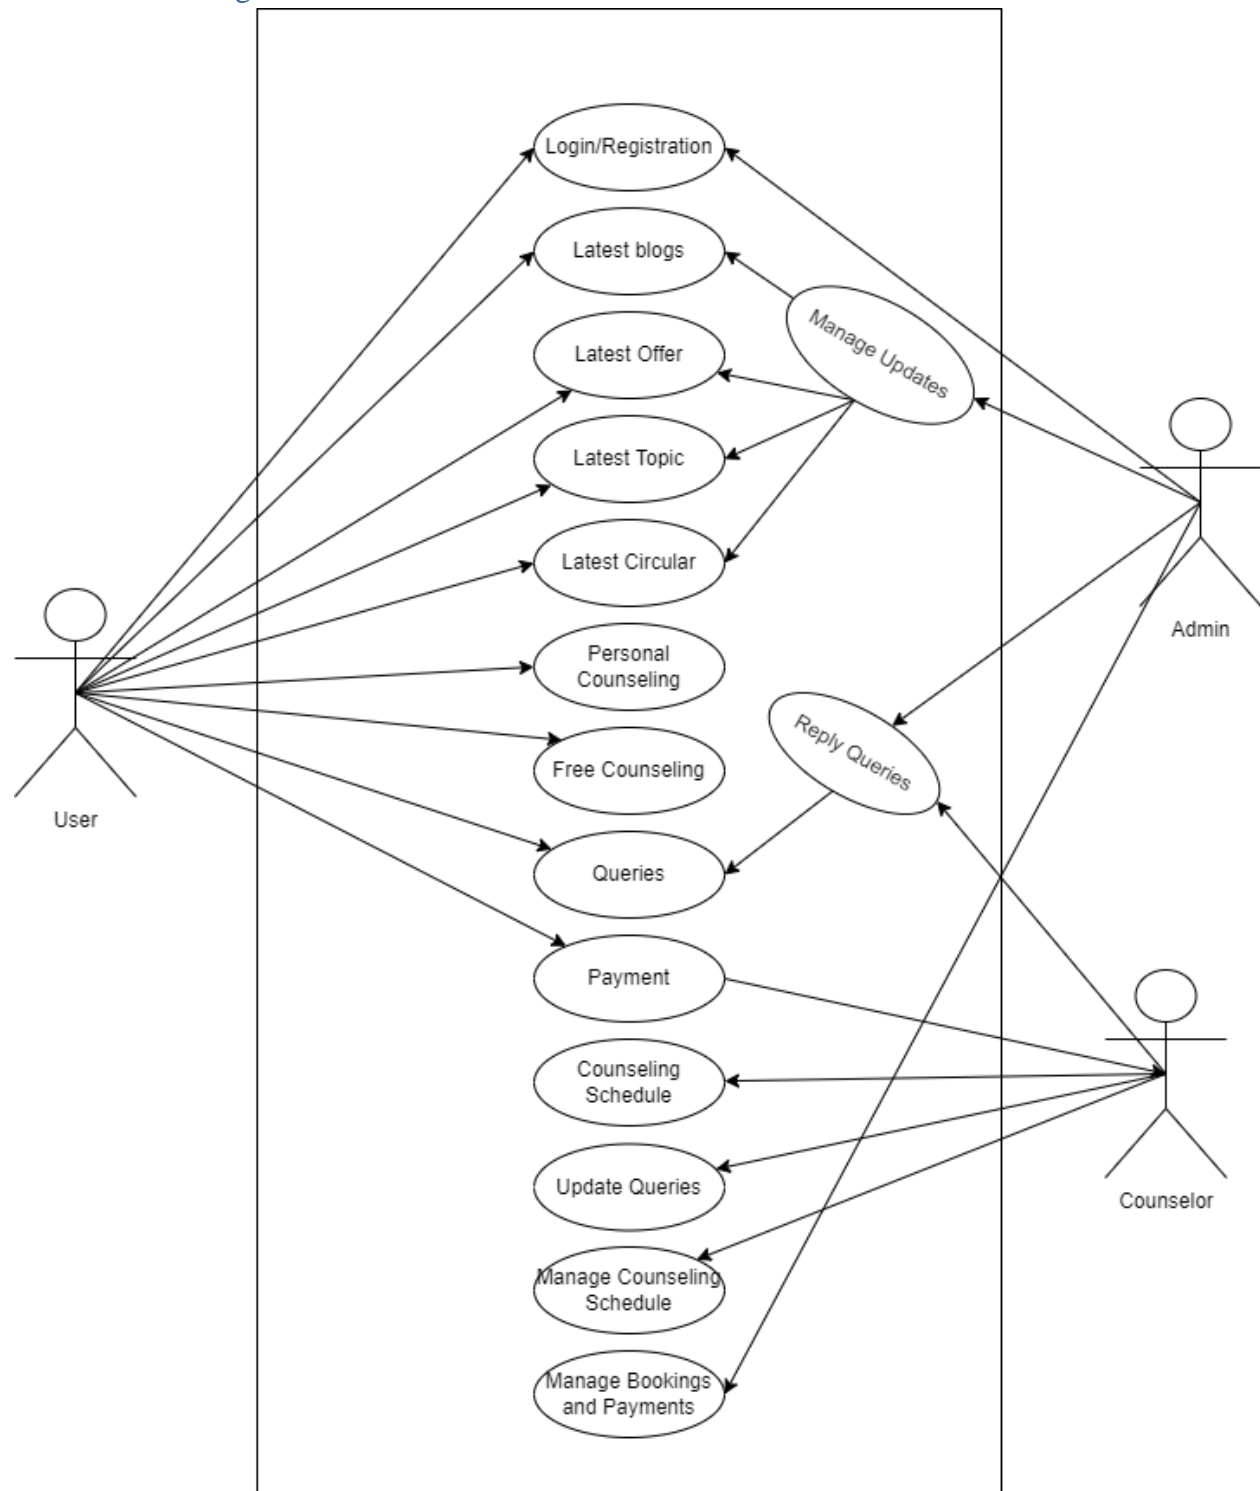 Login/Registration
Latest blogs
Manage Updates
Latest Offer
Latest Topic
Latest Circular
Admin
Personal
Counseling
Reply Queries
Free Counseling
User
Queries
Payment
Counseling
Schedule
Update Queries
Counselor
Manage Counseling
Schedule
Manage Bookings
and Payments